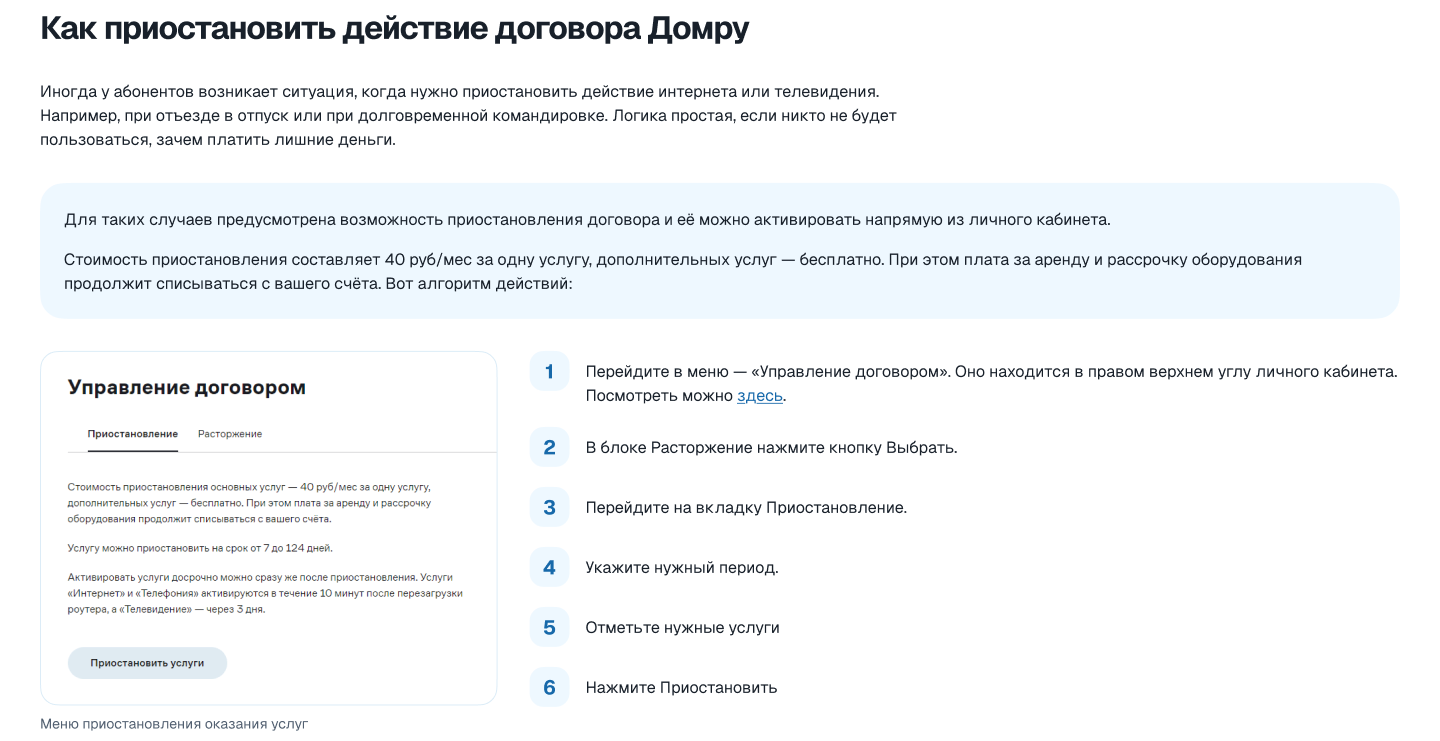 Как приостановить действие договора Домру
Иногда у абонентов возникает ситуация, когда нужно приостановить действие интернета или телевидения.
Например, при отъезде в отпуск или при долговременной командировке. Логика простая, если никто не будет
пользоваться, зачем платить лишние деньги.
Для таких случаев предусмотрена возможность приостановления договора и её можно активировать напрямую из личного кабинета.
Стоимость приостановления составляет 40 руб/мес за одну услугу, дополнительных услуг — бесплатно. При этом плата за аренду и рассрочку оборудования
продолжит списываться с вашего счёта. Вот алгоритм действий:
Управление договором
Приостановление Расторжение
Стоимость приостановления основных услуг — 40 руб/мес за одну услугу,
дополнительных услуг — бесплатно. При этом плата за аренду и рассрочку
оборудования продолжит списываться с вашего счёта.
Услугу можно приостановить на срок от 7 до 124 дней.
Активировать услуги досрочно можно сразу же после приостановления. Услуги
«Интернет» и «Телефония» активируются в течение 10 минут после перезагрузки
роутера, а «Телевидение» — через 3 дня.
Приостановить услуги
Меню приостановления оказания услуг
1 Перейдите в меню — «Управление договором». Оно находится в правом верхнем углу личного кабинета.
Посмотреть можно здесь.
2 В блоке Расторжение нажмите кнопку Выбрать.
3 Перейдите на вкладку Приостановление.
4 Укажите нужный период.
5 Отметьте нужные услуги
6 Нажмите Приостановить